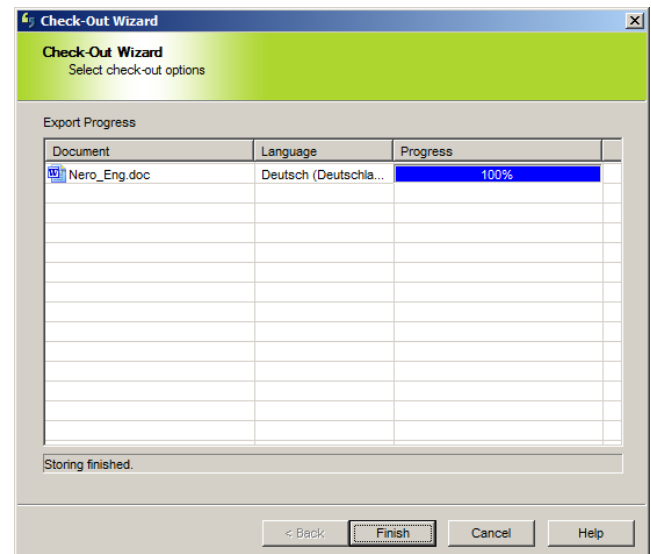 Check-Out Wizard
Check-Out Wizard
Select check-out options
Export Progress
Document Language Progress
Nero_Eng.doc Deutsch (Deutschla... 100%
Storing finished.
< Back Finish Cancel Help